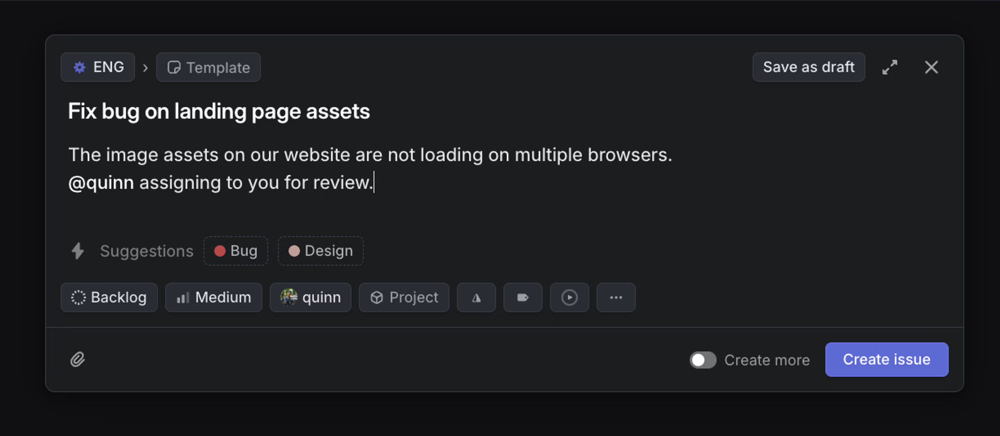 ENG › Template Save as draft
Fix bug on landing page assets
The image assets on our website are not loading on multiple browsers.
@quinn assigning to you for review.
Suggestions Bug Design
Backlog Medium quinn Project
Create more Create issue